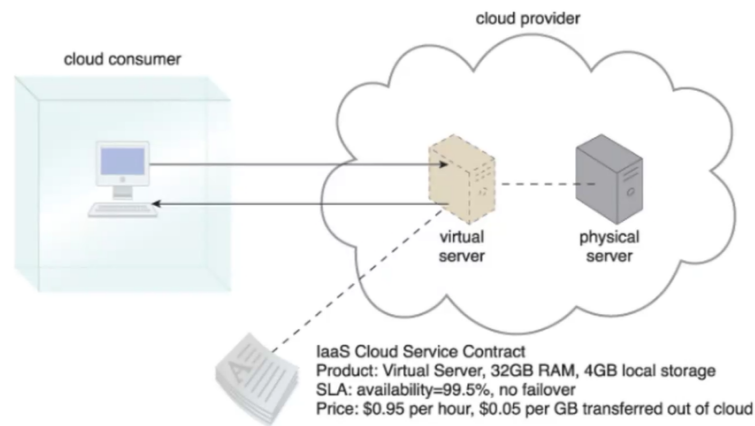 cloud provider
cloud consumer
virtual
server
physical
server
IaaS Cloud Service Contract
Product: Virtual Server, 32GB RAM, 4GB local storage
SLA: availability=99.5%, no failover
Price: $0.95 per hour, $0.05 per GB transferred out of cloud
A